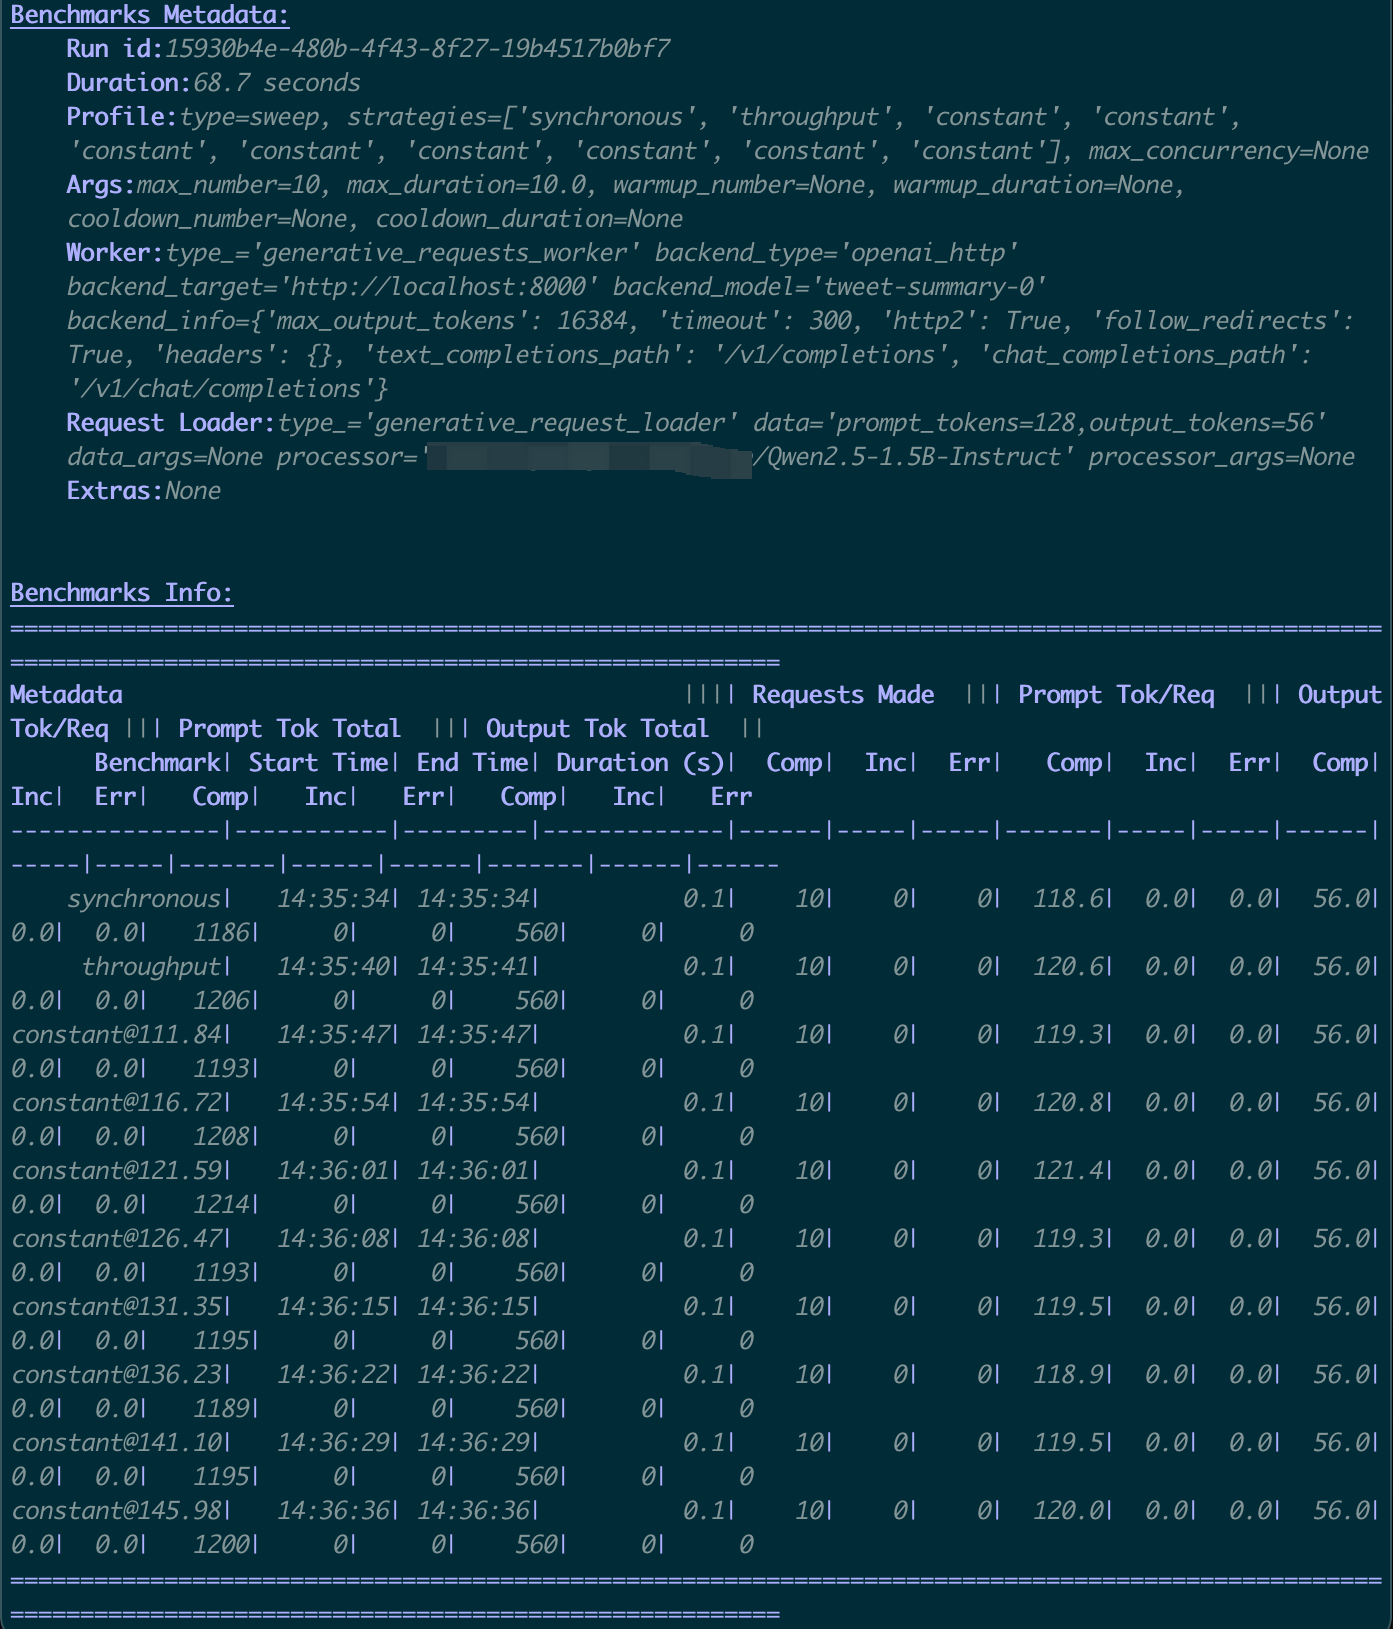 Benchmarks Metadata:
Run id:15930b4e-480b-4f43-8f27-19b4517b0bf7
Duration:68.7 seconds
Profile:type=sweep, strategies=['synchronous', 'throughput', 'constant', 'constant',
'constant', 'constant', 'constant', 'constant', 'constant', 'constant'], max_concurrency=None
Args:max_number=10, max_duration=10.0, warmup_number=None, warmup_duration=None,
cooldown_number=None, cooldown_duration=None
Worker:type_='generative_requests_worker' backend_type='openai_http'
backend_target='http://localhost:8000' backend_model='tweet-summary-0'
backend_info={'max_output_tokens': 16384, 'timeout': 300, 'http2': True, 'follow_redirects':
True, 'headers': {}, 'text_completions_path': '/v1/completions', 'chat_completions_path':
'/v1/chat/completions'}
Request Loader:type_='generative_request_loader' data='prompt_tokens=128,output_tokens=56'
data_args=None processor=' /Qwen2.5-1.5B-Instruct' processor_args=None
Extras:None
Benchmarks Info:
==================================================================================================
=======================================================
Metadata |||| Requests Made ||| Prompt Tok/Req ||| Output
Tok/Req ||| Prompt Tok Total ||| Output Tok Total ||
Benchmark| Start Time| End Time| Duration (s)| Comp| Inc| Err| Comp| Inc| Err| Comp|
Inc| Err| Comp| Inc| Err| Comp| Inc| Err
---------------|-----------|---------|-------------|------|-----|-----|-------|-----|-----|------|
-----|-----|-------|------|------|-------|------|------
synchronous| 14:35:34| 14:35:34| 0.1| 10| 0| 0| 118.6| 0.0| 0.0| 56.0|
0.0| 0.0| 1186| 0| 0| 560| 0| 0
throughput| 14:35:40| 14:35:41| 0.1| 10| 0| 0| 120.6| 0.0| 0.0| 56.0|
0.0| 0.0| 1206| 0| 0| 560| 0| 0
constant@111.84| 14:35:47| 14:35:47| 0.1| 10| 0| 0| 119.3| 0.0| 0.0| 56.0|
0.0| 0.0| 1193| 0| 0| 560| 0| 0
constant@116.72| 14:35:54| 14:35:54| 0.1| 10| 0| 0| 120.8| 0.0| 0.0| 56.0|
0.0| 0.0| 1208| 0| 0| 560| 0| 0
constant@121.59| 14:36:01| 14:36:01| 0.1| 10| 0| 0| 121.4| 0.0| 0.0| 56.0|
0.0| 0.0| 1214| 0| 0| 560| 0| 0
constant@126.47| 14:36:08| 14:36:08| 0.1| 10| 0| 0| 119.3| 0.0| 0.0| 56.0|
0.0| 0.0| 1193| 0| 0| 560| 0| 0
constant@131.35| 14:36:15| 14:36:15| 0.1| 10| 0| 0| 119.5| 0.0| 0.0| 56.0|
0.0| 0.0| 1195| 0| 0| 560| 0| 0
constant@136.23| 14:36:22| 14:36:22| 0.1| 10| 0| 0| 118.9| 0.0| 0.0| 56.0|
0.0| 0.0| 1189| 0| 0| 560| 0| 0
constant@141.10| 14:36:29| 14:36:29| 0.1| 10| 0| 0| 119.5| 0.0| 0.0| 56.0|
0.0| 0.0| 1195| 0| 0| 560| 0| 0
constant@145.98| 14:36:36| 14:36:36| 0.1| 10| 0| 0| 120.0| 0.0| 0.0| 56.0|
0.0| 0.0| 1200| 0| 0| 560| 0| 0
==================================================================================================
=======================================================